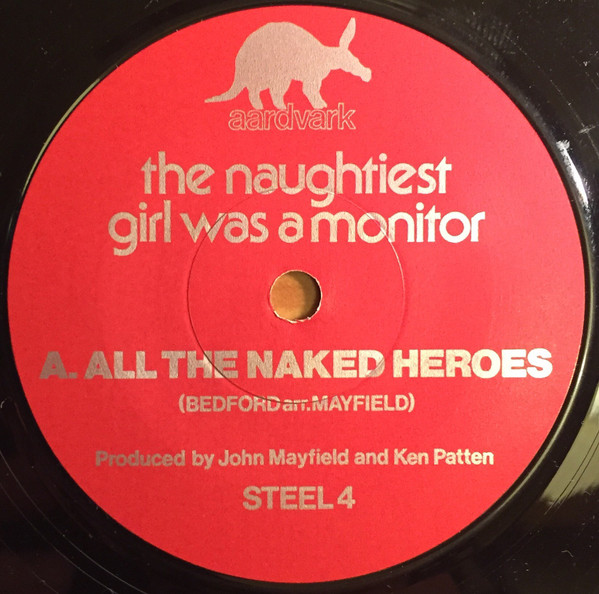 aardvark
the naughtiest
girl was a monitor
A. ALL THE NAKED HEROES
(BEDFORD arr. MAYFIELD)
Produced by John Mayfield and Ken Patten
STEEL 4